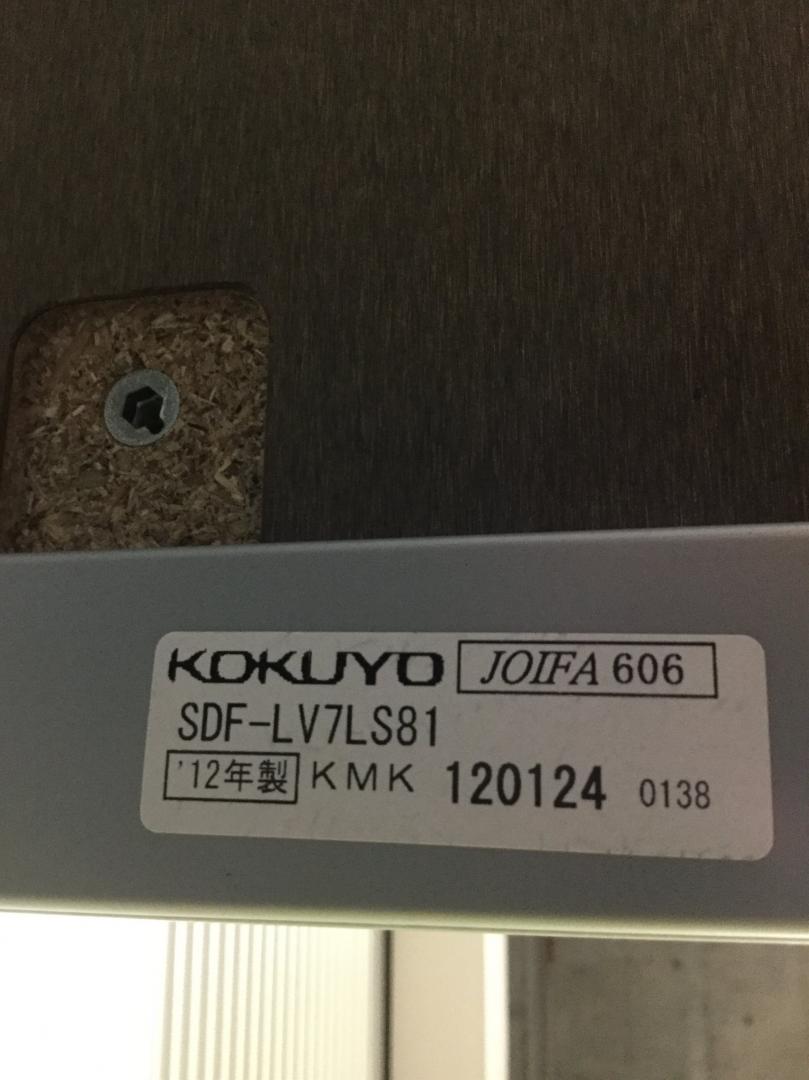 KOKUYO JOIFA 606
SDF-LV7LS81
'12年製 KMK 120124 0138